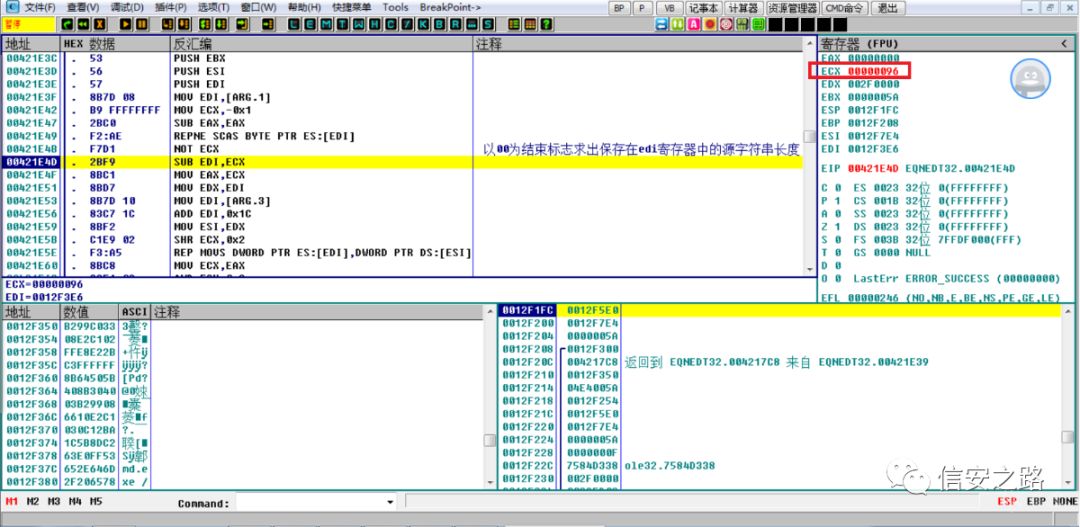 文件(F) 查看(V) 调试(D) 插件(P) 选项(T) 窗口(W) 帮助(H) 快捷菜单 Tools BreakPoint-> BP P VB 记事本 计算器 资源管理器 CMD命令 退出
暂停 L E M T W H C / K B R ... S
地址 HEX 数据 反汇编 注释 寄存器 (FPU)
00421E3C . 53 PUSH EBX
00421E3D . 56 PUSH ESI
00421E3E . 57 PUSH EDI
00421E3F . 8B7D 08 MOV EDI,[ARG.1]
00421E42 . B9 FFFFFFFF MOV ECX,-0x1
00421E47 . 2BC0 SUB EAX,EAX
00421E49 . F2:AE REPNE SCAS BYTE PTR ES:[EDI]
00421E4B . F7D1 NOT ECX 以00为结束标志求出保存在edi寄存器中的源字符串长度
00421E4D . 2BF9 SUB EDI,ECX
00421E4F . 8BC1 MOV EAX,ECX
00421E51 . 8BD7 MOV EDX,EDI
00421E53 . 8B7D 10 MOV EDI,[ARG.3]
00421E56 . 83C7 1C ADD EDI,0x1C
00421E59 . 8BF2 MOV ESI,EDX
00421E5B . C1E9 02 SHR ECX,0x2
00421E5E . F3:A5 REP MOVS DWORD PTR ES:[EDI],DWORD PTR DS:[ESI]
00421E60 . 8BC8 MOV ECX,EAX
EAX 00000000
ECX 00000096
EDX 002F0000
EBX 0000005A
ESP 0012F1FC
EBP 0012F208
ESI 0012F7E4
EDI 0012F3E6
EIP 00421E4D EQNEDT32.00421E4D
C 0 ES 0023 32位 0(FFFFFFFF)
P 1 CS 001B 32位 0(FFFFFFFF)
A 0 SS 0023 32位 0(FFFFFFFF)
Z 1 DS 0023 32位 0(FFFFFFFF)
S 0 FS 003B 32位 7FFDF000(FFF)
T 0 GS 0000 NULL
D 0
O 0 LastErr ERROR_SUCCESS (00000000)
EFL 00000246 (NO,NB,E,BE,NS,PE,GE,LE)
ECX=00000096
EDI=0012F3E6
地址 数值 ASCI 注释
0012F350 B299C033
0012F354 08E2C102
0012F358 FFE8E22B
0012F35C C3FFFFFF
0012F360 8B64505B [Pd?
0012F364 408B3040
0012F368 03B29908
0012F36C 6610E2C1
0012F370 030C12BA
0012F374 1C5B8DC2
0012F378 63E0FF53
0012F37C 652E646D md.e
0012F380 2F206578 xe /
0012F1FC 0012F5E0
0012F200 0012F7E4
0012F204 0000005A
0012F208 0012F300
0012F20C 004217C8 返回到 EQNEDT32.004217C8 来自 EQNEDT32.00421E39
0012F210 0012F350
0012F214 04E4005A
0012F218 0012F254
0012F21C 0012F5E0
0012F220 0012F7E4
0012F224 0000005A
0012F228 0000000F
0012F22C 7584D338 ole32.7584D338
0012F230 002F0000
信安之路
M1 M2 M3 M4 M5 Command: ESP EBP NONE